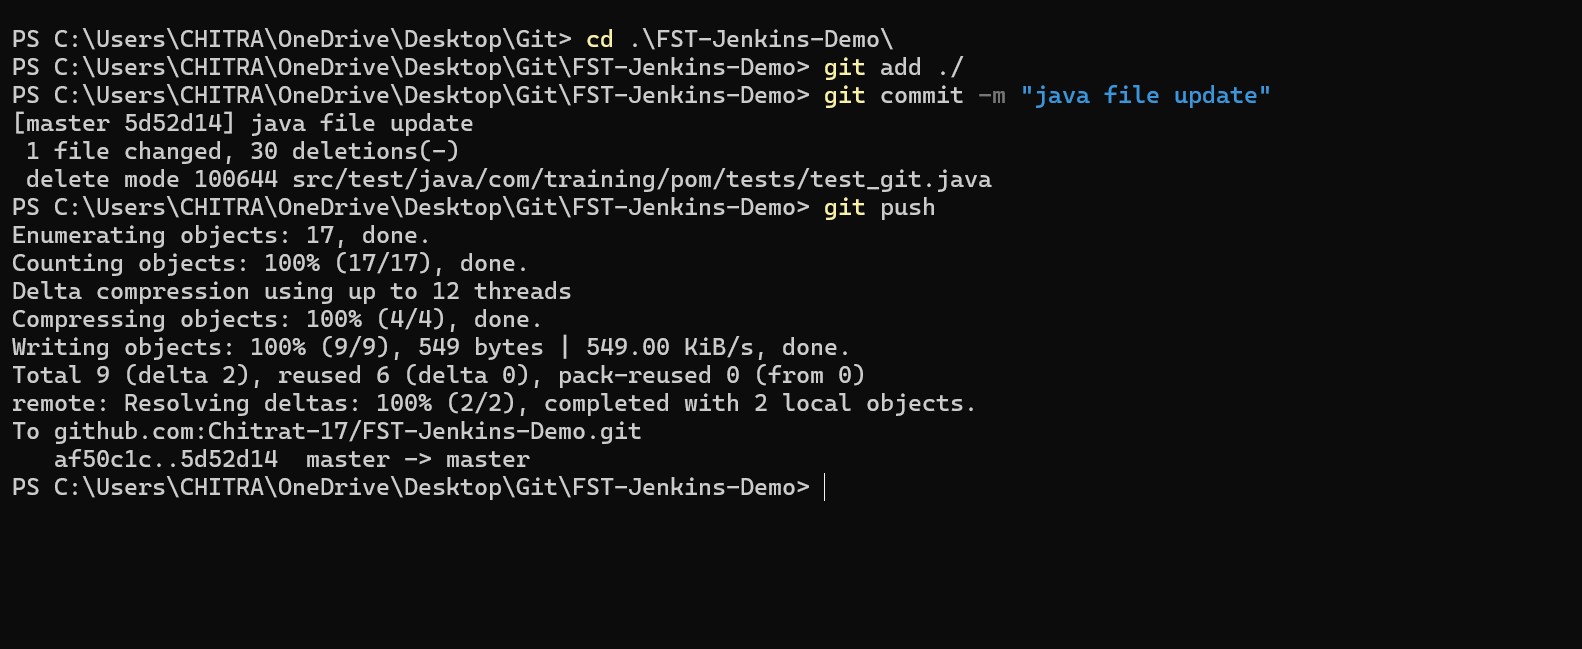 PS C:\Users\CHITRA\OneDrive\Desktop\Git> cd .\FST-Jenkins-Demo\
PS C:\Users\CHITRA\OneDrive\Desktop\Git\FST-Jenkins-Demo> git add ./
PS C:\Users\CHITRA\OneDrive\Desktop\Git\FST-Jenkins-Demo> git commit -m "java file update"
[master 5d52d14] java file update
 1 file changed, 30 deletions(-)
 delete mode 100644 src/test/java/com/training/pom/tests/test_git.java
PS C:\Users\CHITRA\OneDrive\Desktop\Git\FST-Jenkins-Demo> git push
Enumerating objects: 17, done.
Counting objects: 100% (17/17), done.
Delta compression using up to 12 threads
Compressing objects: 100% (4/4), done.
Writing objects: 100% (9/9), 549 bytes | 549.00 KiB/s, done.
Total 9 (delta 2), reused 6 (delta 0), pack-reused 0 (from 0)
remote: Resolving deltas: 100% (2/2), completed with 2 local objects.
To github.com:Chitrat-17/FST-Jenkins-Demo.git
   af50c1c..5d52d14  master -> master
PS C:\Users\CHITRA\OneDrive\Desktop\Git\FST-Jenkins-Demo>